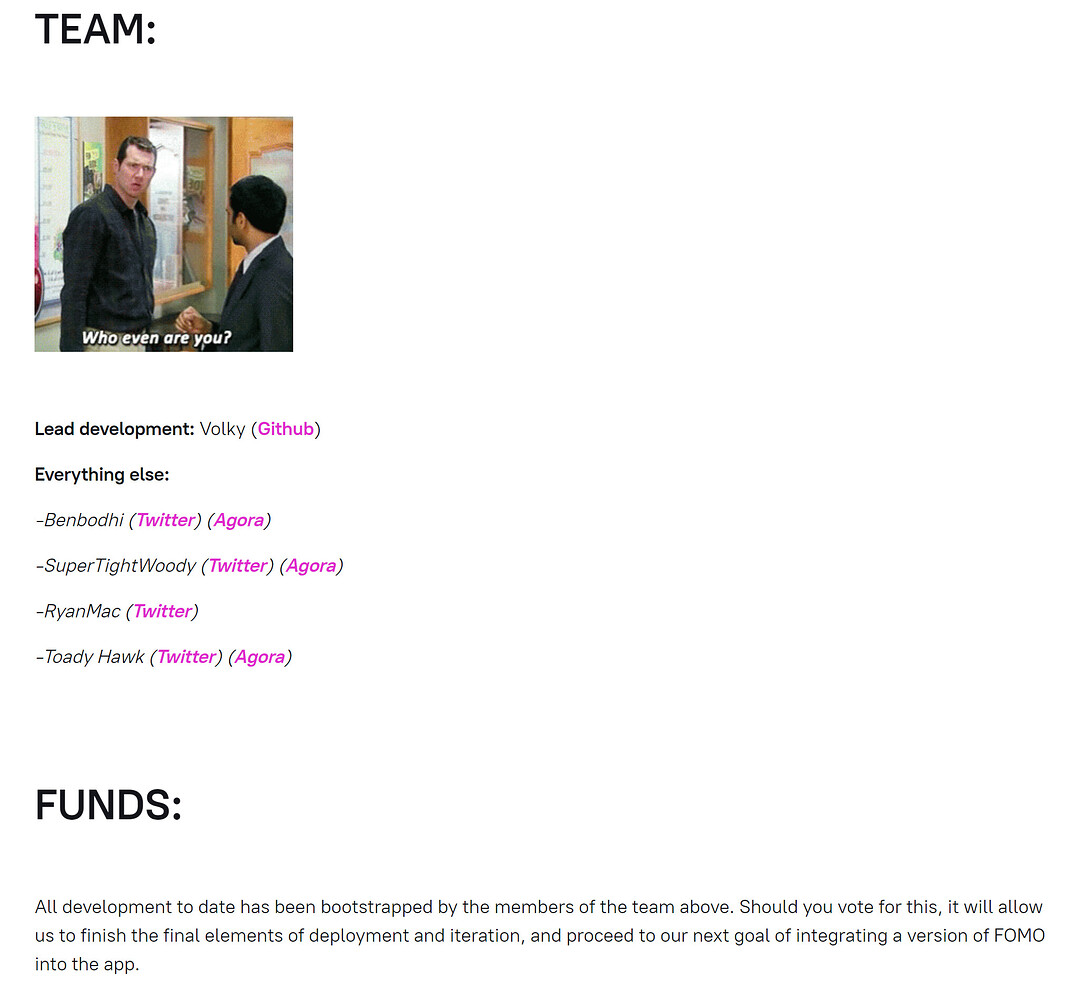 TEAM:
Who even are you?
Lead development: Volky (Github)
Everything else:
-Benbodhi (Twitter) (Agora)
-SuperTightWoody (Twitter) (Agora)
-RyanMac (Twitter)
-Toady Hawk (Twitter) (Agora)
FUNDS:
All development to date has been bootstrapped by the members of the team above. Should you vote for this, it will allow
us to finish the final elements of deployment and iteration, and proceed to our next goal of integrating a version of FOMO
into the app.